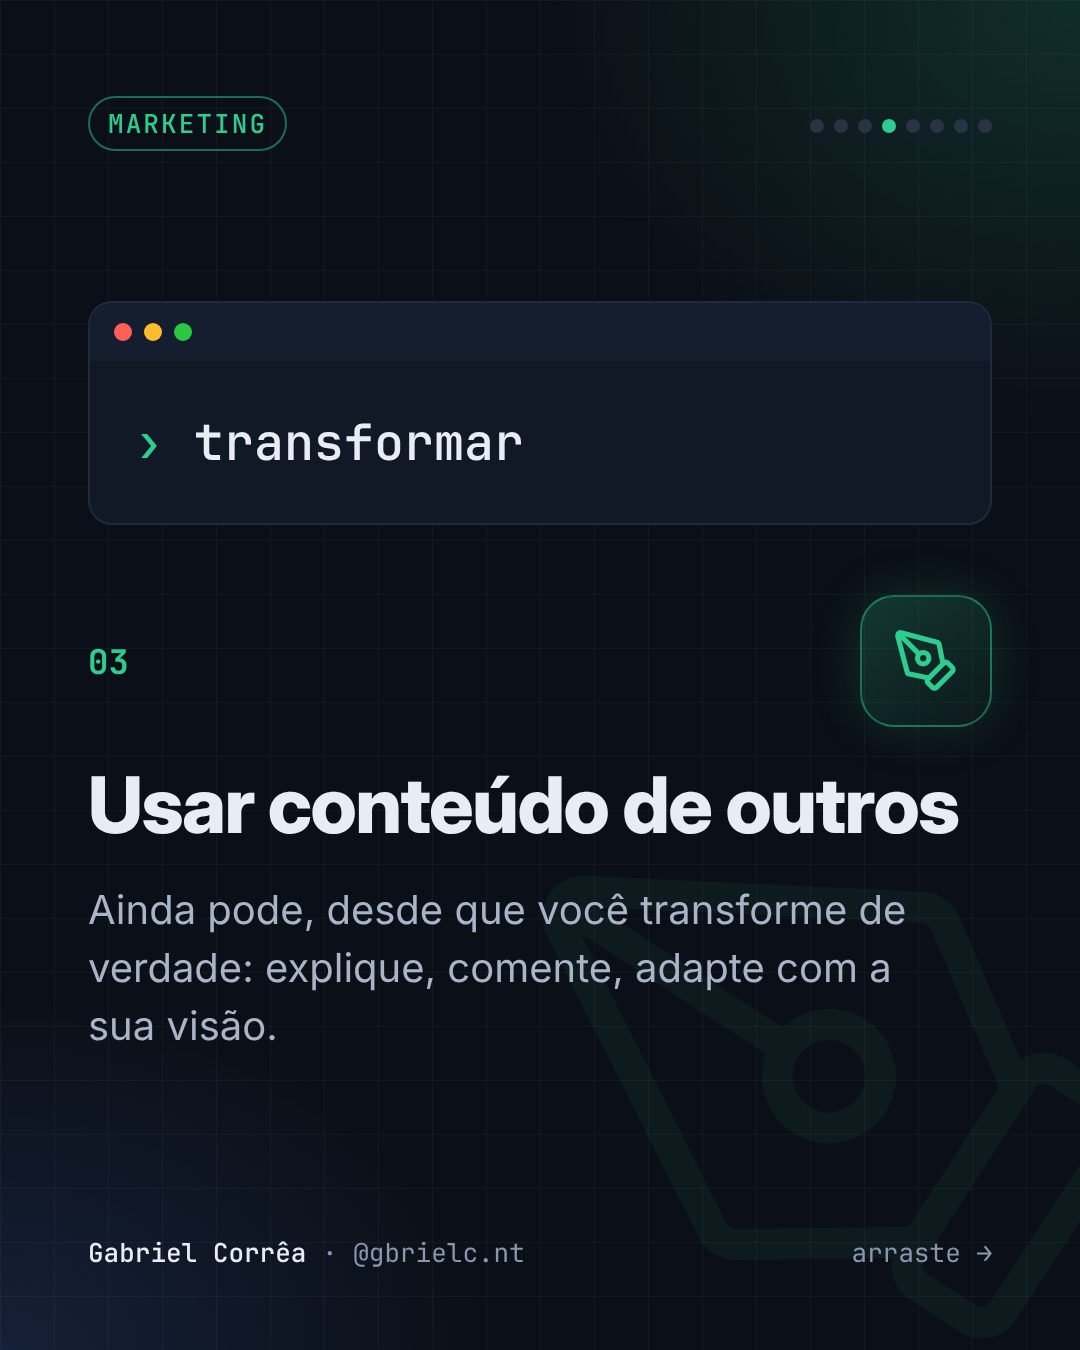 MARKETING
› transformar
03
Usar conteúdo de outros
Ainda pode, desde que você transforme de
verdade: explique, comente, adapte com a
sua visão.
Gabriel Corrêa · @gbrielc.nt
arraste →